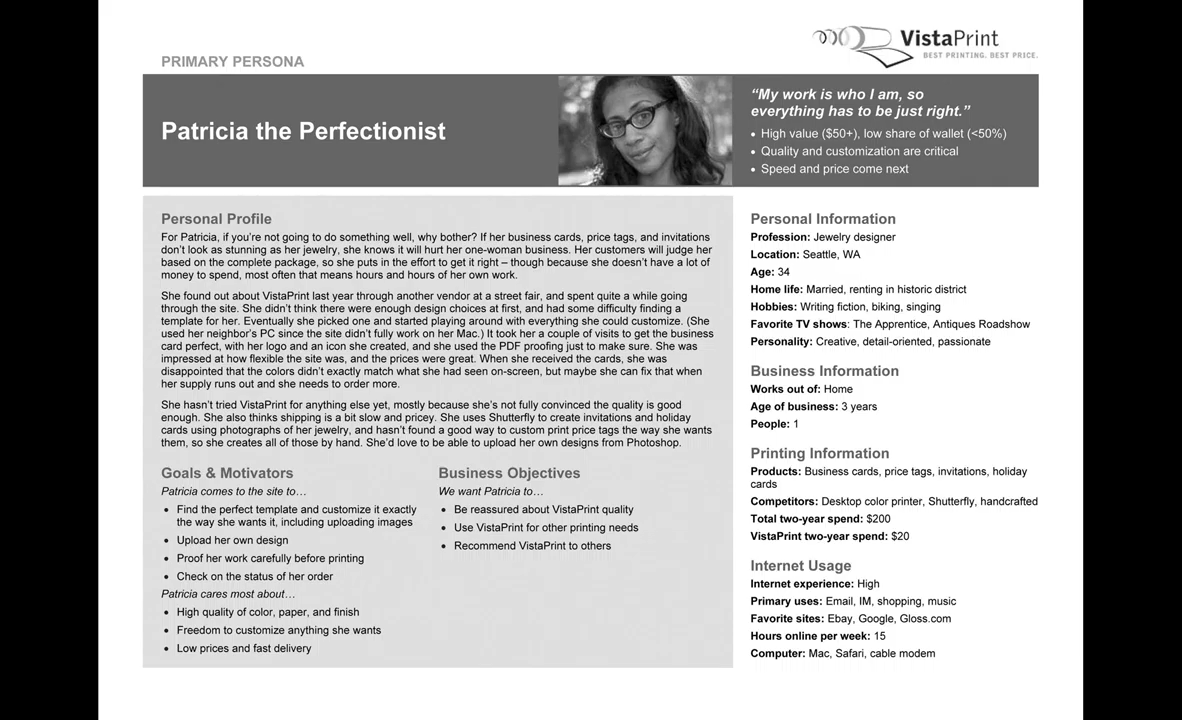 PRIMARY PERSONA
VistaPrint
BEST PRINTING. BEST PRICE.
Patricia the Perfectionist
“My work is who I am, so
everything has to be just right.”
• High value ($50+), low share of wallet (<50%)
• Quality and customization are critical
• Speed and price come next
Personal Profile
For Patricia, if you’re not going to do something well, why bother? If her business cards, price tags, and invitations
don’t look as stunning as her jewelry, she knows it will hurt her one-woman business. Her customers will judge her
based on the complete package, so she puts in the effort to get it right – though because she doesn’t have a lot of
money to spend, most often that means hours and hours of her own work.
She found out about VistaPrint last year through another vendor at a street fair, and spent quite a while going
through the site. She didn’t think there were enough design choices at first, and had some difficulty finding a
template for her. Eventually she picked one and started playing around with everything she could customize. (She
used her neighbor’s PC since the site didn’t fully work on her Mac.) It took her a couple of visits to get the business
card perfect, with her logo and an icon she created, and she used the PDF proofing just to make sure. She was
impressed at how flexible the site was, and the prices were great. When she received the cards, she was
disappointed that the colors didn’t exactly match what she had seen on-screen, but maybe she can fix that when
her supply runs out and she needs to order more.
She hasn’t tried VistaPrint for anything else yet, mostly because she’s not fully convinced the quality is good
enough. She also thinks shipping is a bit slow and pricey. She uses Shutterfly to create invitations and holiday
cards using photographs of her jewelry, and hasn’t found a good way to custom print price tags the way she wants
them, so she creates all of those by hand. She’d love to be able to upload her own designs from Photoshop.
Goals & Motivators
Patricia comes to the site to…
• Find the perfect template and customize it exactly
the way she wants it, including uploading images
• Upload her own design
• Proof her work carefully before printing
• Check on the status of her order
Patricia cares most about…
• High quality of color, paper, and finish
• Freedom to customize anything she wants
• Low prices and fast delivery
Business Objectives
We want Patricia to…
• Be reassured about VistaPrint quality
• Use VistaPrint for other printing needs
• Recommend VistaPrint to others
Personal Information
Profession: Jewelry designer
Location: Seattle, WA
Age: 34
Home life: Married, renting in historic district
Hobbies: Writing fiction, biking, singing
Favorite TV shows: The Apprentice, Antiques Roadshow
Personality: Creative, detail-oriented, passionate
Business Information
Works out of: Home
Age of business: 3 years
People: 1
Printing Information
Products: Business cards, price tags, invitations, holiday
cards
Competitors: Desktop color printer, Shutterfly, handcrafted
Total two-year spend: $200
VistaPrint two-year spend: $20
Internet Usage
Internet experience: High
Primary uses: Email, IM, shopping, music
Favorite sites: Ebay, Google, Gloss.com
Hours online per week: 15
Computer: Mac, Safari, cable modem